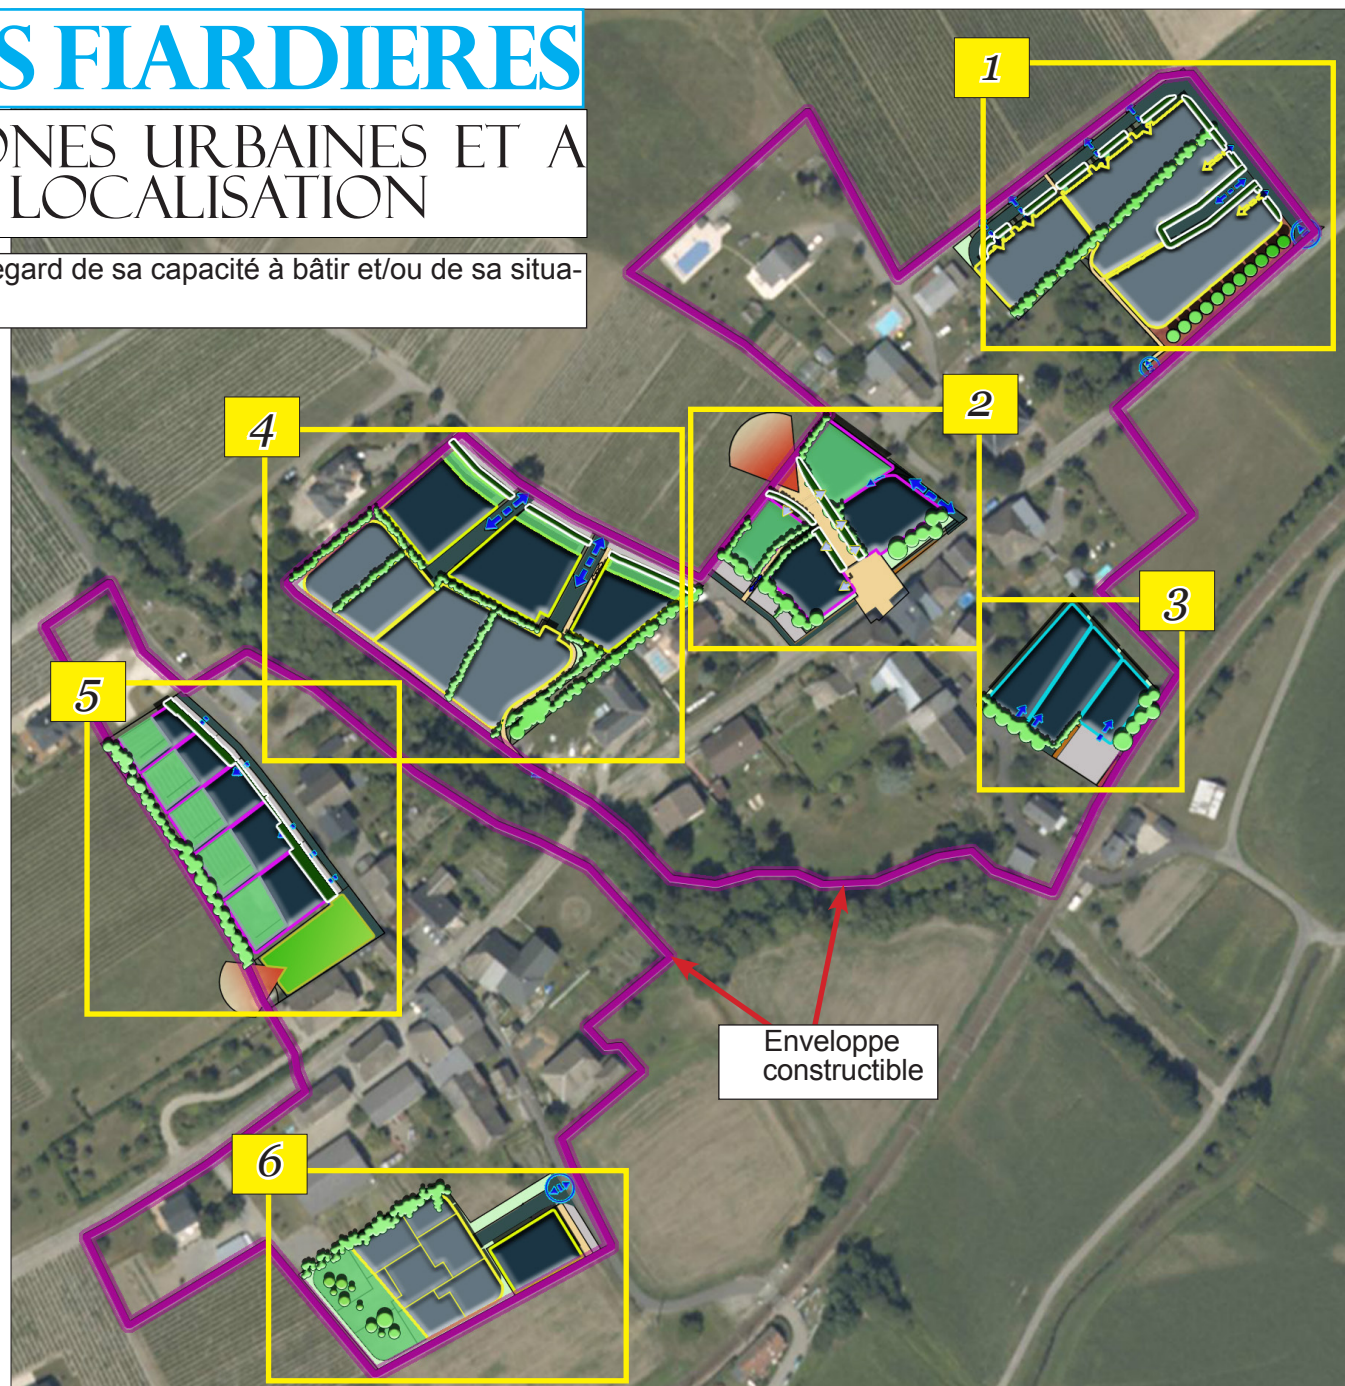 S FIARDIERES
ONES URBAINES ET A
LOCALISATION
egard de sa capacité à bâtir et/ou de sa situa-
1
2
4
3
5
Enveloppe
constructible
6